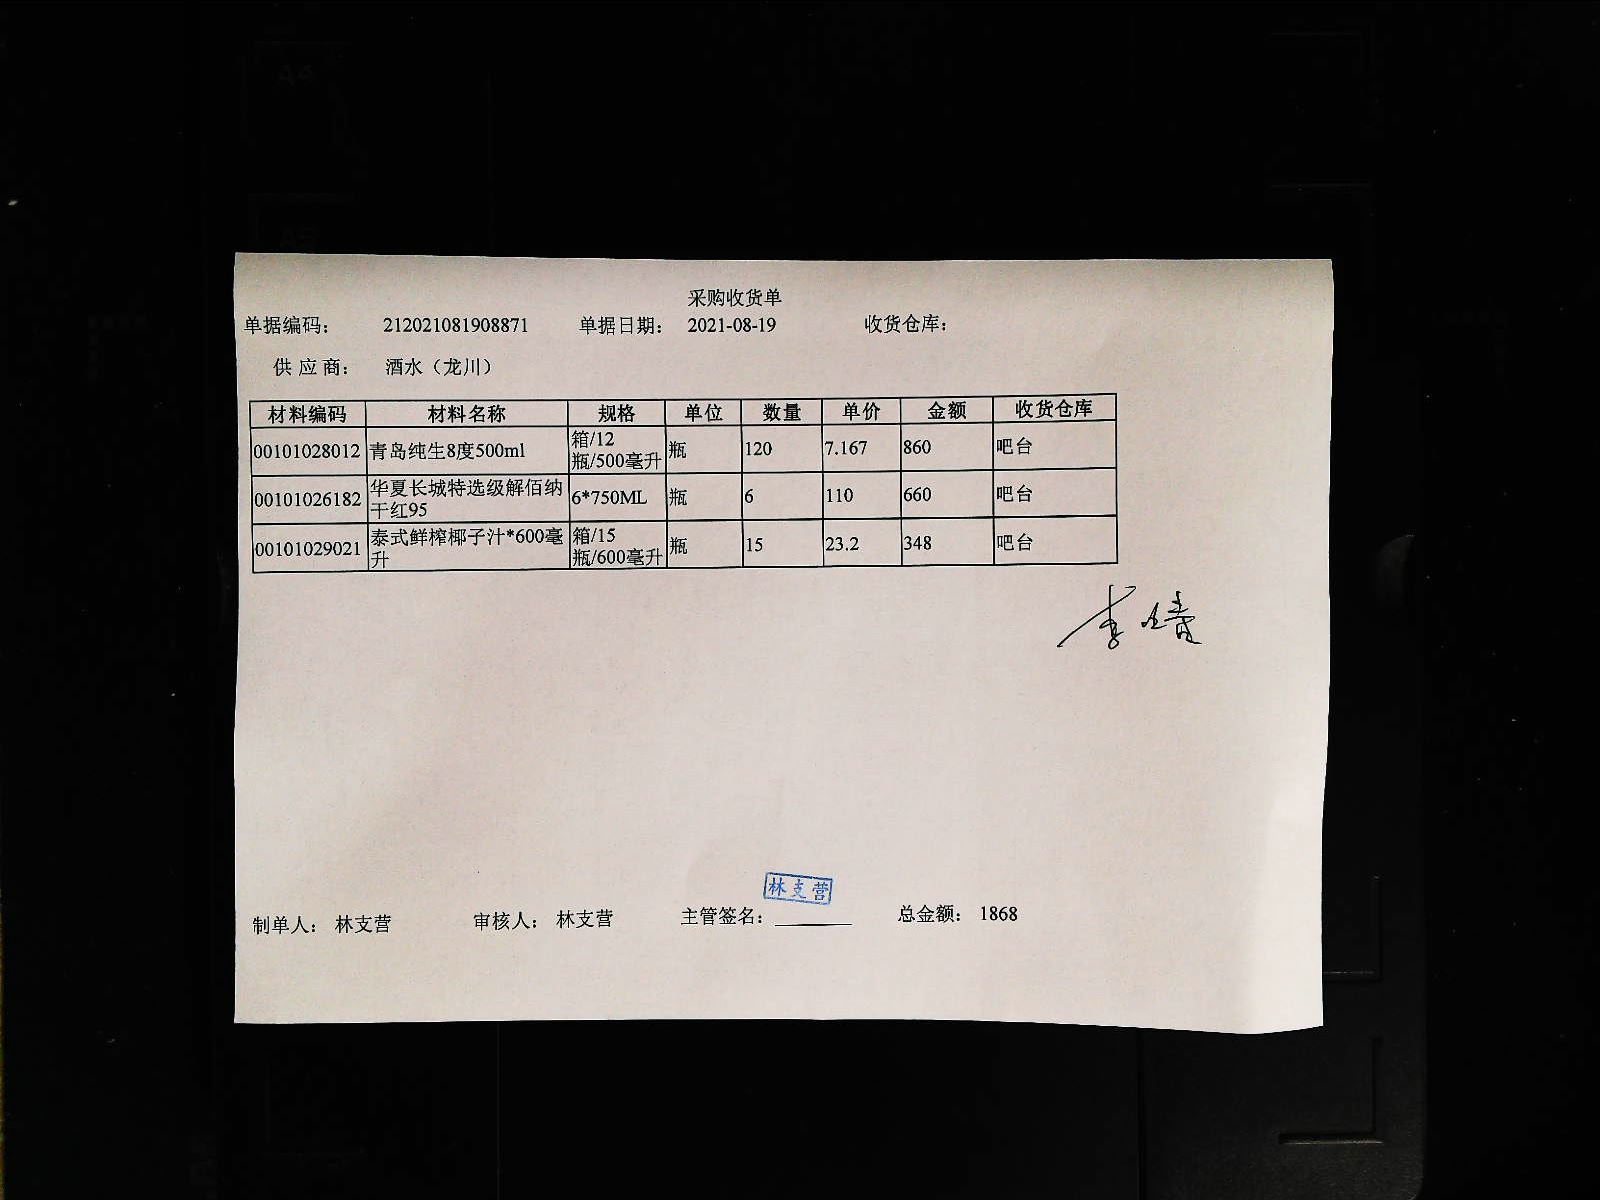 采购收货单
单据编码： 212021081908871 单据日期： 2021-08-19 收货仓库：
供 应 商： 酒水（龙川）
材料编码 材料名称 规格 单位 数量 单价 金额 收货仓库
00101028012 青岛纯生8度500ml 箱/12 瓶/500毫升 瓶 120 7.167 860 吧台
00101026182 华夏长城特选级解佰纳干红95 6*750ML 瓶 6 110 660 吧台
00101029021 泰式鲜榨椰子汁*600毫升 箱/15 瓶/600毫升 瓶 15 23.2 348 吧台
林支营
制单人： 林支营 审核人： 林支营 主管签名： 总金额： 1868